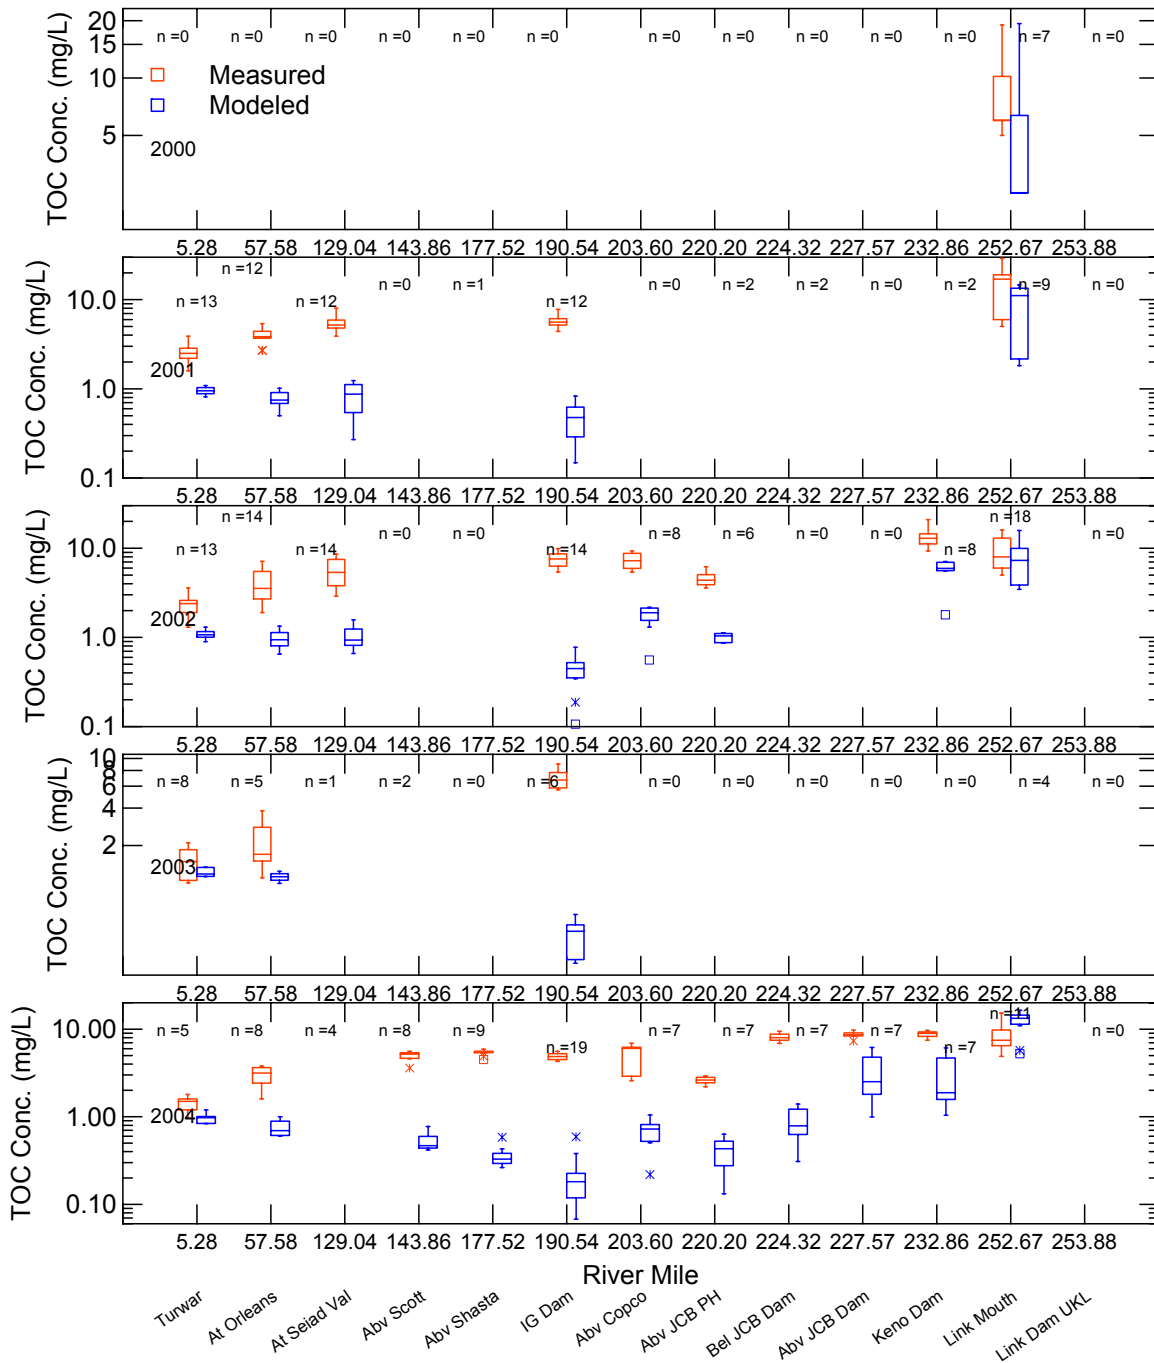 20
15
10
5
TOC Conc. (mg/L)
n =0 n =0 n =0 n =0 n =0 n =0 n =0 n =0 n =0 n =0 n =0 n =7 n =0
Measured
Modeled
2000
5.28 57.58 129.04 143.86 177.52 190.54 203.60 220.20 224.32 227.57 232.86 252.67 253.88
10.0
1.0
0.1
TOC Conc. (mg/L)
n =13 n =12 n =12 n =0 n =1 n =12 n =0 n =2 n =2 n =0 n =2 n =9 n =0
2001
5.28 57.58 129.04 143.86 177.52 190.54 203.60 220.20 224.32 227.57 232.86 252.67 253.88
10.0
1.0
0.1
TOC Conc. (mg/L)
n =13 n =14 n =14 n =0 n =0 n =14 n =8 n =6 n =0 n =0 n =8 n =18 n =0
2002
5.28 57.58 129.04 143.86 177.52 190.54 203.60 220.20 224.32 227.57 232.86 252.67 253.88
10
8
6
4
2
TOC Conc. (mg/L)
n =8 n =5 n =1 n =2 n =0 n =6 n =0 n =0 n =0 n =0 n =0 n =4 n =0
2003
5.28 57.58 129.04 143.86 177.52 190.54 203.60 220.20 224.32 227.57 232.86 252.67 253.88
10.00
1.00
0.10
TOC Conc. (mg/L)
n =5 n =8 n =4 n =8 n =9 n =19 n =7 n =7 n =7 n =7 n =7 n =11 n =0
2004
5.28 57.58 129.04 143.86 177.52 190.54 203.60 220.20 224.32 227.57 232.86 252.67 253.88
River Mile
Turwar
At Orleans
At Seiad Val
Abv Scott
Abv Shasta
IG Dam
Abv Copco
Abv JCB PH
Bel JCB Dam
Abv JCB Dam
Keno Dam
Link Mouth
Link Dam UKL